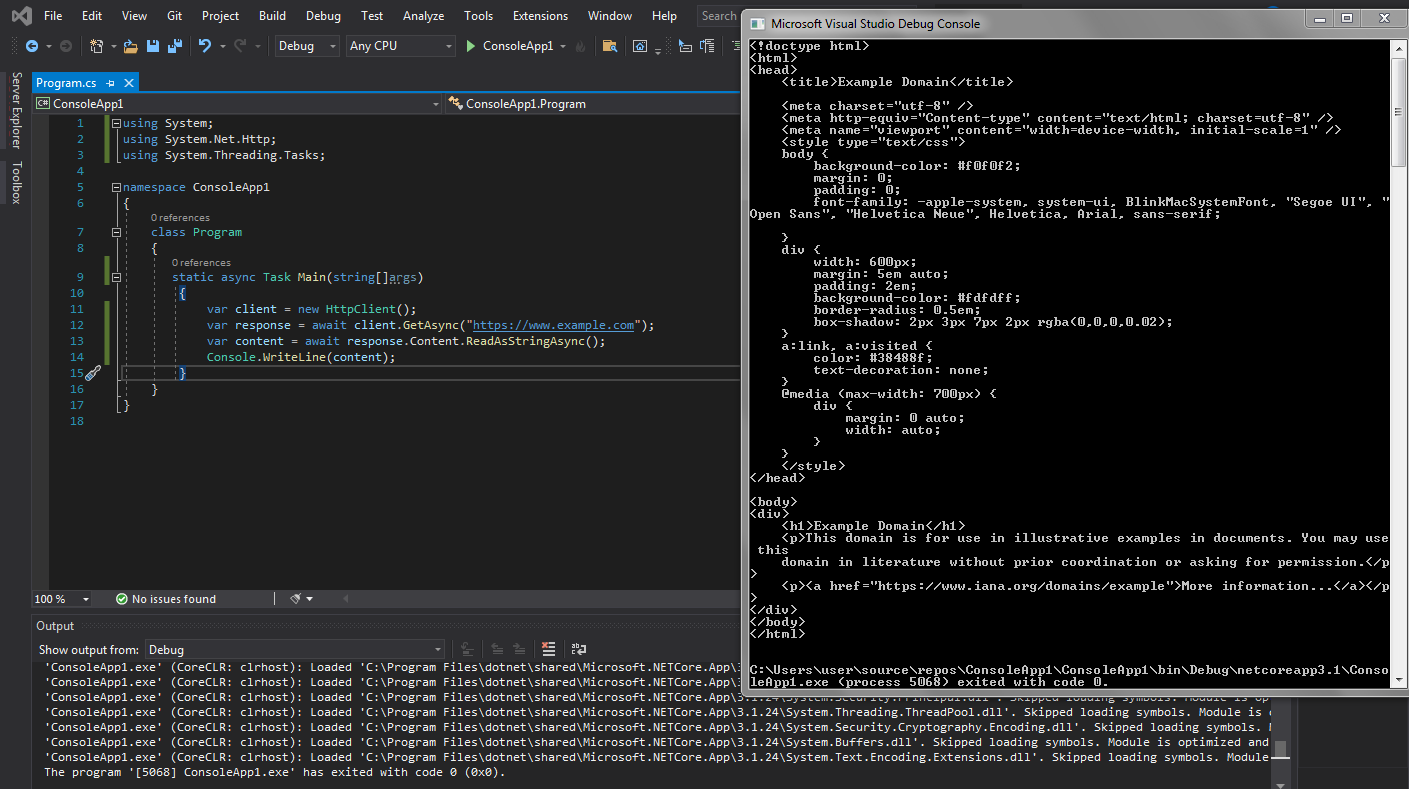 File Edit View Git Project Build Debug Test Analyze Tools Extensions Window Help Search
Debug Any CPU ConsoleApp1
Server Explorer
Toolbox
Program.cs
C# ConsoleApp1 ConsoleApp1.Program
1 using System;
2 using System.Net.Http;
3 using System.Threading.Tasks;
4
5 namespace ConsoleApp1
6 {
0 references
7 class Program
8 {
0 references
9 static async Task Main(string[]args)
10 {
11 var client = new HttpClient();
12 var response = await client.GetAsync("https://www.example.com");
13 var content = await response.Content.ReadAsStringAsync();
14 Console.WriteLine(content);
15 }
16 }
17 }
18
100 % No issues found
Output
Show output from: Debug
'ConsoleApp1.exe' (CoreCLR: clrhost): Loaded 'C:\Program Files\dotnet\shared\Microsoft.NETCore.App\3
'ConsoleApp1.exe' (CoreCLR: clrhost): Loaded 'C:\Program Files\dotnet\shared\Microsoft.NETCore.App\3
'ConsoleApp1.exe' (CoreCLR: clrhost): Loaded 'C:\Program Files\dotnet\shared\Microsoft.NETCore.App\3
'ConsoleApp1.exe' (CoreCLR: clrhost): Loaded 'C:\Program Files\dotnet\shared\Microsoft.NETCore.App\3.1.24\System.Threading.ThreadPool.dll'. Skipped loading symbols. Module is
'ConsoleApp1.exe' (CoreCLR: clrhost): Loaded 'C:\Program Files\dotnet\shared\Microsoft.NETCore.App\3.1.24\System.Security.Cryptography.Encoding.dll'. Skipped loading symbols.
'ConsoleApp1.exe' (CoreCLR: clrhost): Loaded 'C:\Program Files\dotnet\shared\Microsoft.NETCore.App\3.1.24\System.Buffers.dll'. Skipped loading symbols. Module is optimized and
'ConsoleApp1.exe' (CoreCLR: clrhost): Loaded 'C:\Program Files\dotnet\shared\Microsoft.NETCore.App\3.1.24\System.Text.Encoding.Extensions.dll'. Skipped loading symbols. Module
The program '[5068] ConsoleApp1.exe' has exited with code 0 (0x0).
Microsoft Visual Studio Debug Console
<!doctype html>
<html>
<head>
<title>Example Domain</title>
<meta charset="utf-8" />
<meta http-equiv="Content-type" content="text/html; charset=utf-8" />
<meta name="viewport" content="width=device-width, initial-scale=1" />
<style type="text/css">
body {
background-color: #f0f0f2;
margin: 0;
padding: 0;
font-family: -apple-system, system-ui, BlinkMacSystemFont, "Segoe UI", "
Open Sans", "Helvetica Neue", Helvetica, Arial, sans-serif;
}
div {
width: 600px;
margin: 5em auto;
padding: 2em;
background-color: #fdfdff;
border-radius: 0.5em;
box-shadow: 2px 3px 7px 2px rgba(0,0,0,0.02);
}
a:link, a:visited {
color: #38488f;
text-decoration: none;
}
@media (max-width: 700px) {
div {
margin: 0 auto;
width: auto;
}
}
</style>
</head>
<body>
<div>
<h1>Example Domain</h1>
<p>This domain is for use in illustrative examples in documents. You may use
this
domain in literature without prior coordination or asking for permission.</p
>
<p><a href="https://www.iana.org/domains/example">More information...</a></p
>
</div>
</body>
</html>
C:\Users\user\source\repos\ConsoleApp1\ConsoleApp1\bin\Debug\netcoreapp3.1\Conso
leApp1.exe (process 5068) exited with code 0.